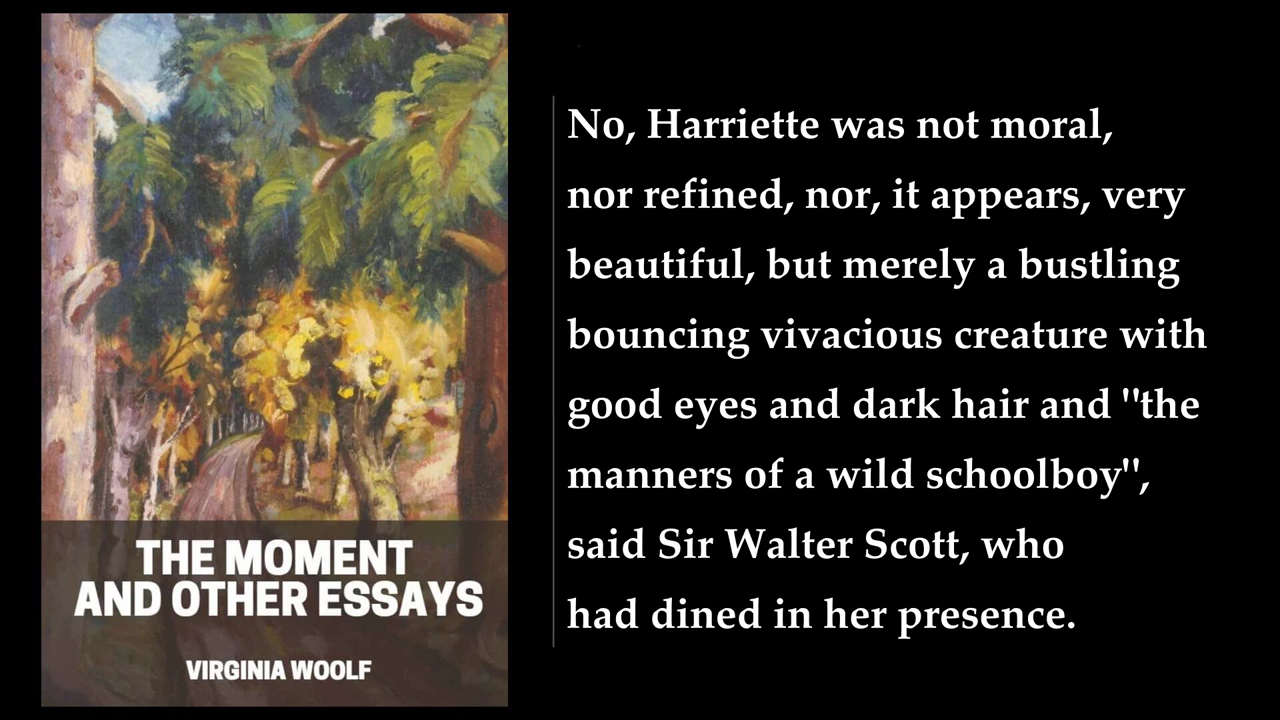 THE MOMENT
AND OTHER ESSAYS
VIRGINIA WOOLF
No, Harriette was not moral,
nor refined, nor, it appears, very
beautiful, but merely a bustling
bouncing vivacious creature with
good eyes and dark hair and "the
manners of a wild schoolboy",
said Sir Walter Scott, who
had dined in her presence.